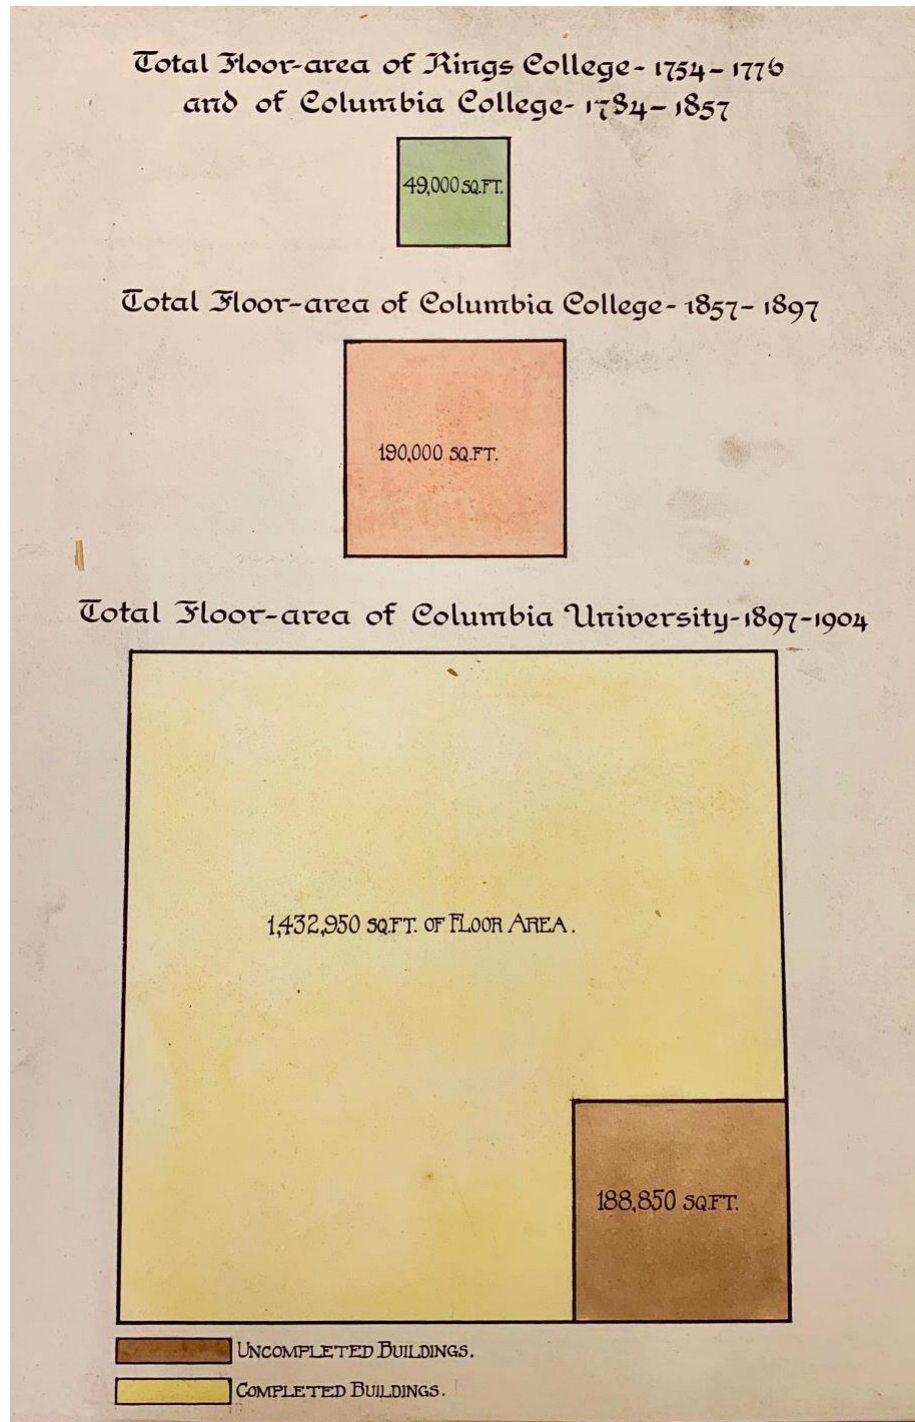 Total Floor-area of Kings College - 1754 - 1776
and of Columbia College - 1784 - 1857
49,000 SQ.FT.
Total Floor-area of Columbia College - 1857 - 1897
190,000 SQ.FT.
Total Floor-area of Columbia University - 1897 - 1904
1,432,950 SQ.FT. OF FLOOR AREA.
188,850 SQ.FT.
UNCOMPLETED BUILDINGS.
COMPLETED BUILDINGS.